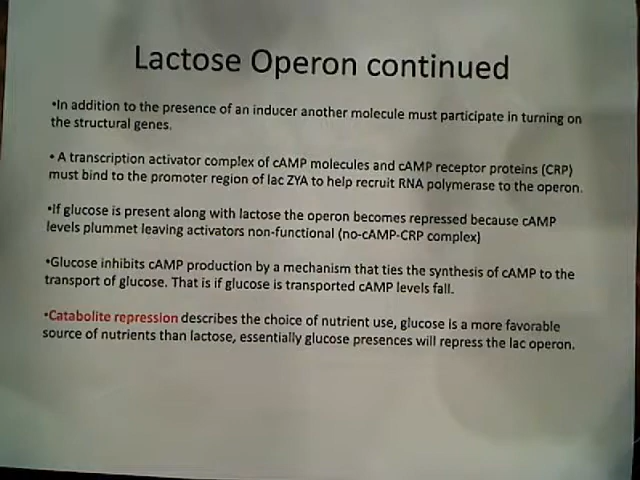 Lactose Operon continued
•In addition to the presence of an inducer another molecule must participate in turning on
the structural genes.
• A transcription activator complex of cAMP molecules and cAMP receptor proteins (CRP)
must bind to the promoter region of lac ZYA to help recruit RNA polymerase to the operon.
•If glucose is present along with lactose the operon becomes repressed because cAMP
levels plummet leaving activators non-functional (no-cAMP-CRP complex)
•Glucose inhibits cAMP production by a mechanism that ties the synthesis of cAMP to the
transport of glucose. That is if glucose is transported cAMP levels fall.
•Catabolite repression describes the choice of nutrient use, glucose is a more favorable
source of nutrients than lactose, essentially glucose presences will repress the lac operon.